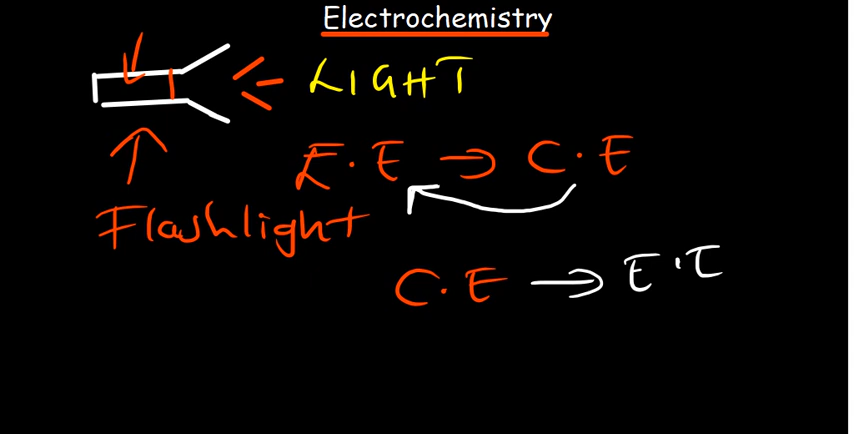 Electrochemistry
LIGHT
E.E → C.E
Flashlight
C.E → E.E